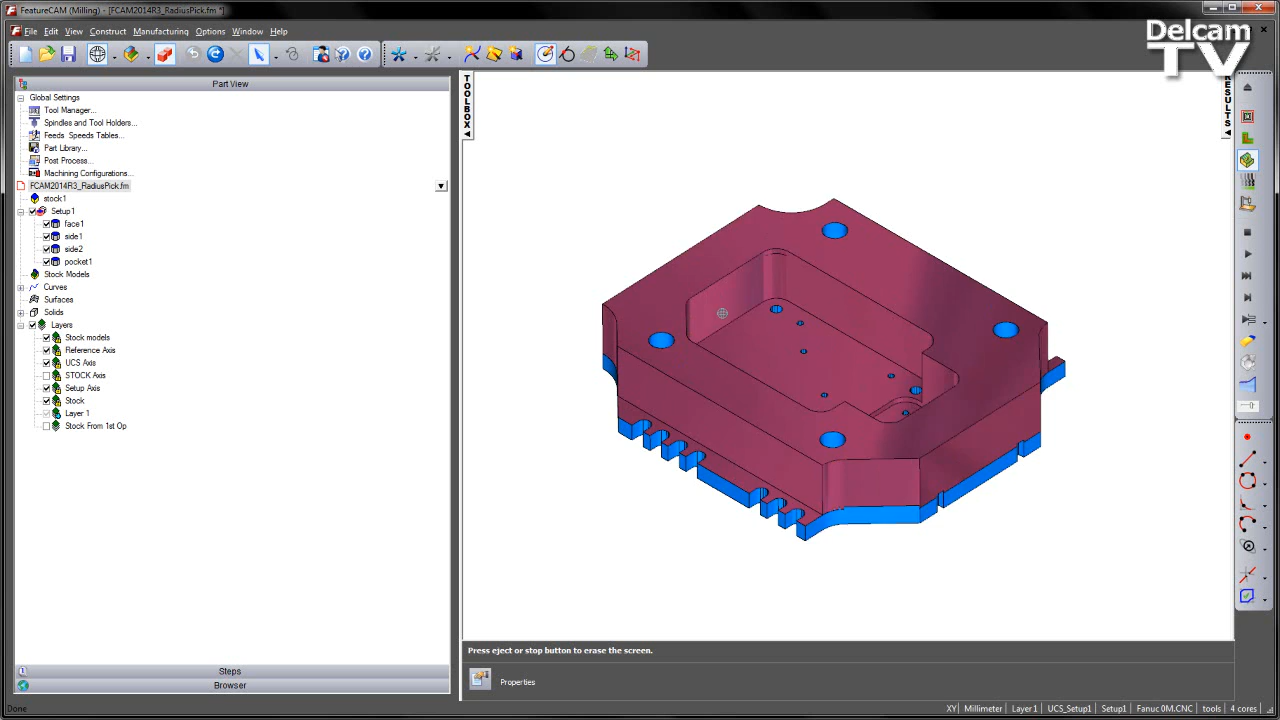 FeatureCAM (Milling) - [FCAM2014R3_RadiusPick.fm *]
File Edit View Construct Manufacturing Options Window Help
Delcam
TV
Part View
Global Settings
Tool Manager...
Spindles and Tool Holders...
Feeds Speeds Tables...
Part Library...
Post Process...
Machining Configurations...
FCAM2014R3_RadiusPick.fm
stock1
Setup1
face1
side1
side2
pocket1
Stock Models
Curves
Surfaces
Solids
Layers
Stock models
Reference Axis
UCS Axis
STOCK Axis
Setup Axis
Stock
Layer 1
Stock From 1st Op
Steps
Browser
TOOLBOX
RESULTS
Press eject or stop button to erase the screen.
Properties
Done
XY Millimeter Layer 1 UCS_Setup1 Setup1 Fanuc 0M.CNC tools 4 cores